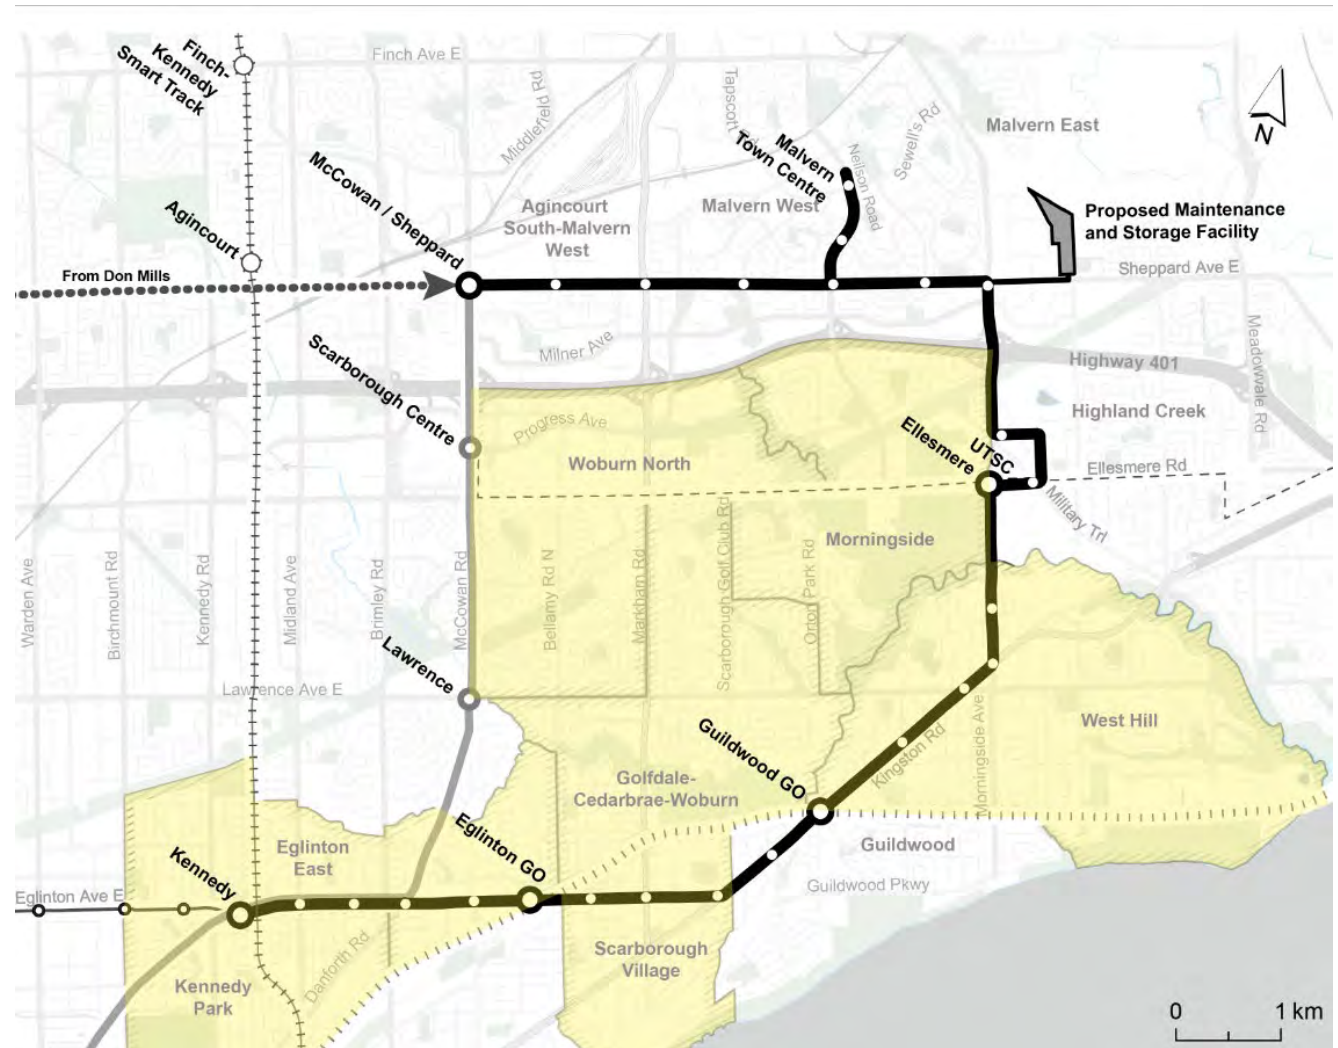 Finch-
Kennedy
Smart Track
Finch Ave E
Middlefield Rd
Tapscott
Malvern
Town Centre
Neilson Road
Sewell's Rd
Malvern East
N
McCowan / Sheppard
Agincourt
Agincourt
South-Malvern
West
Malvern West
Proposed Maintenance
and Storage Facility
From Don Mills
Sheppard Ave E
Scarborough Centre
Milner Ave
Highway 401
Meadowvale Rd
Progress Ave
Highland Creek
Woburn North
Ellesmere
UTSC
Ellesmere Rd
Military Trl
Morningside
Warden Ave
Birchmount Rd
Kennedy Rd
Midland Ave
Brimley Rd
McCowan Rd
Bellamy Rd N
Markham Rd
Scarborough Golf Club Rd
Orton Park Rd
Lawrence
Lawrence Ave E
Guildwood GO
Kingston Rd
Morningside Ave
West Hill
Golfdale-
Cedarbrae-Woburn
Eglinton GO
Eglinton
East
Kennedy
Guildwood
Guildwood Pkwy
Eglinton Ave E
Danforth Rd
Scarborough
Village
Kennedy
Park
0 1 km